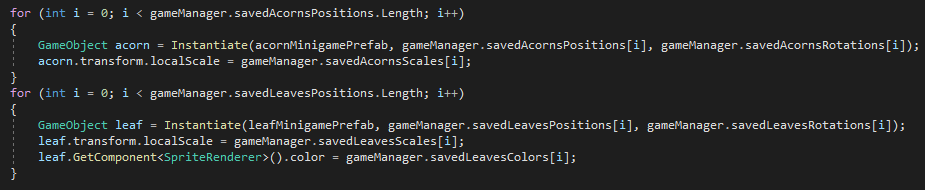 for (int i = 0; i < gameManager.savedAcornsPositions.Length; i++)
{
    GameObject acorn = Instantiate(acornMinigamePrefab, gameManager.savedAcornsPositions[i], gameManager.savedAcornsRotations[i]);
    acorn.transform.localScale = gameManager.savedAcornsScales[i];
}
for (int i = 0; i < gameManager.savedLeavesPositions.Length; i++)
{
    GameObject leaf = Instantiate(leafMinigamePrefab, gameManager.savedLeavesPositions[i], gameManager.savedLeavesRotations[i]);
    leaf.transform.localScale = gameManager.savedLeavesScales[i];
    leaf.GetComponent<SpriteRenderer>().color = gameManager.savedLeavesColors[i];
}